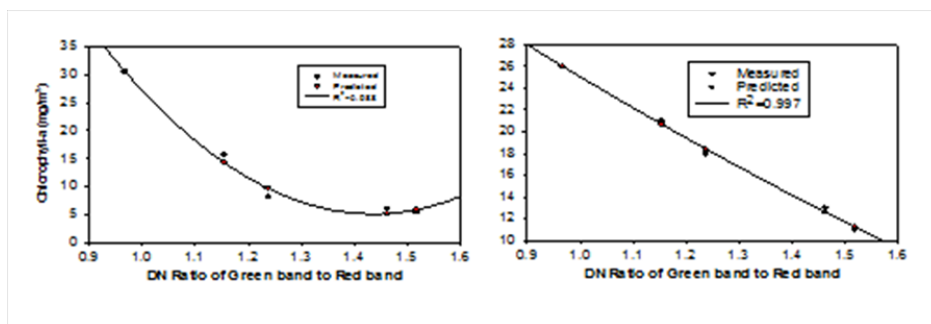 35
30
25
20
15
10
5
0
Chlorophyll-a (mg/m³)
Measured
Predicted
0.9 1.0 1.1 1.2 1.3 1.4 1.5 1.6
DN Ratio of Green band to Red band
28
26
24
22
20
18
16
14
12
10
Measured
Predicted
R²=0.997
0.9 1.0 1.1 1.2 1.3 1.4 1.5 1.6
DN Ratio of Green band to Red band